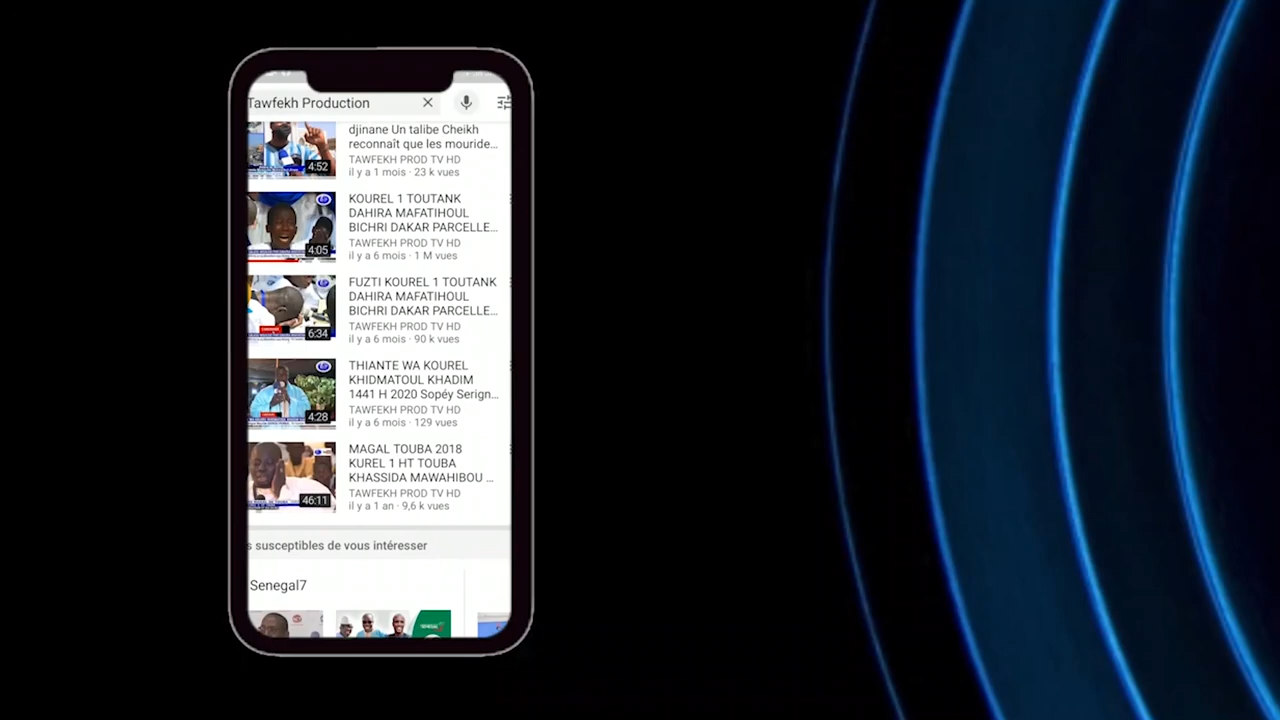 Tawfekh Production
djinane Un talibe Cheikh
reconnaît que les mouride…
TAWFEKH PROD TV HD
il y a 1 mois · 23 k vues
4:52
KOUREL 1 TOUTANK
DAHIRA MAFATIHOUL
BICHRI DAKAR PARCELLE…
TAWFEKH PROD TV HD
il y a 6 mois · 1 M vues
4:05
FUZTI KOUREL 1 TOUTANK
DAHIRA MAFATIHOUL
BICHRI DAKAR PARCELLE…
TAWFEKH PROD TV HD
il y a 6 mois · 90 k vues
6:34
THIANTE WA KOUREL
KHIDMATOUL KHADIM
1441 H 2020 Sopéy Serign…
TAWFEKH PROD TV HD
il y a 6 mois · 129 vues
4:28
MAGAL TOUBA 2018
KUREL 1 HT TOUBA
KHASSIDA MAWAHIBOU …
TAWFEKH PROD TV HD
il y a 1 an · 9,6 k vues
46:11
s susceptibles de vous intéresser
Senegal7